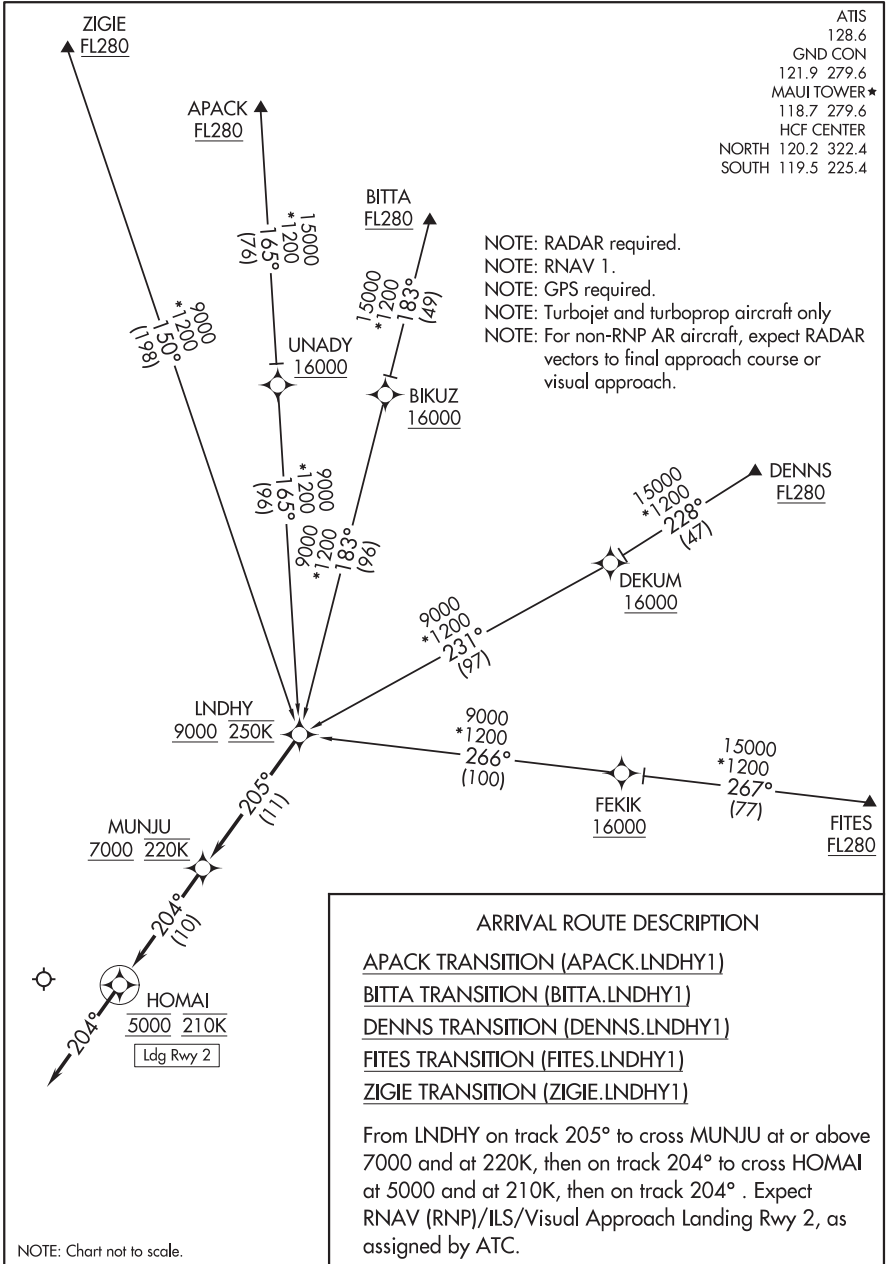 ZIGIE
FL280
ATIS
128.6
GND CON
121.9 279.6
MAUI TOWER★
118.7 279.6
HCF CENTER
NORTH 120.2 322.4
SOUTH 119.5 225.4
APACK
FL280
BITTA
FL280
NOTE: RADAR required.
NOTE: RNAV 1.
NOTE: GPS required.
NOTE: Turbojet and turboprop aircraft only
NOTE: For non-RNP AR aircraft, expect RADAR
vectors to final approach course or
visual approach.
15000
*1200
165°
(76)
15000
*1200
183°
(49)
9000
*1200
150°
(198)
UNADY
16000
BIKUZ
16000
DENNS
FL280
15000
*1200
228°
(47)
9000
*1200
165°
(96)
9000
*1200
183°
(96)
DEKUM
16000
9000
*1200
231°
(97)
LNDHY
9000 250K
9000
*1200
266°
(100)
15000
*1200
267°
(77)
FEKIK
16000
FITES
FL280
205°
(11)
MUNJU
7000 220K
204°
(10)
HOMAI
5000 210K
Ldg Rwy 2
204°
ARRIVAL ROUTE DESCRIPTION
APACK TRANSITION (APACK.LNDHY1)
BITTA TRANSITION (BITTA.LNDHY1)
DENNS TRANSITION (DENNS.LNDHY1)
FITES TRANSITION (FITES.LNDHY1)
ZIGIE TRANSITION (ZIGIE.LNDHY1)
From LNDHY on track 205° to cross MUNJU at or above
7000 and at 220K, then on track 204° to cross HOMAI
at 5000 and at 210K, then on track 204° . Expect
RNAV (RNP)/ILS/Visual Approach Landing Rwy 2, as
assigned by ATC.
NOTE: Chart not to scale.